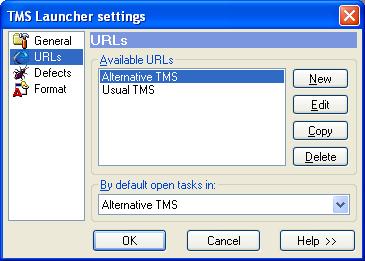 TMS Launcher settings
General
URLs
Defects
Format
URLs
Available URLs
Alternative TMS
Usual TMS
New
Edit
Copy
Delete
By default open tasks in:
Alternative TMS
OK
Cancel
Help >>